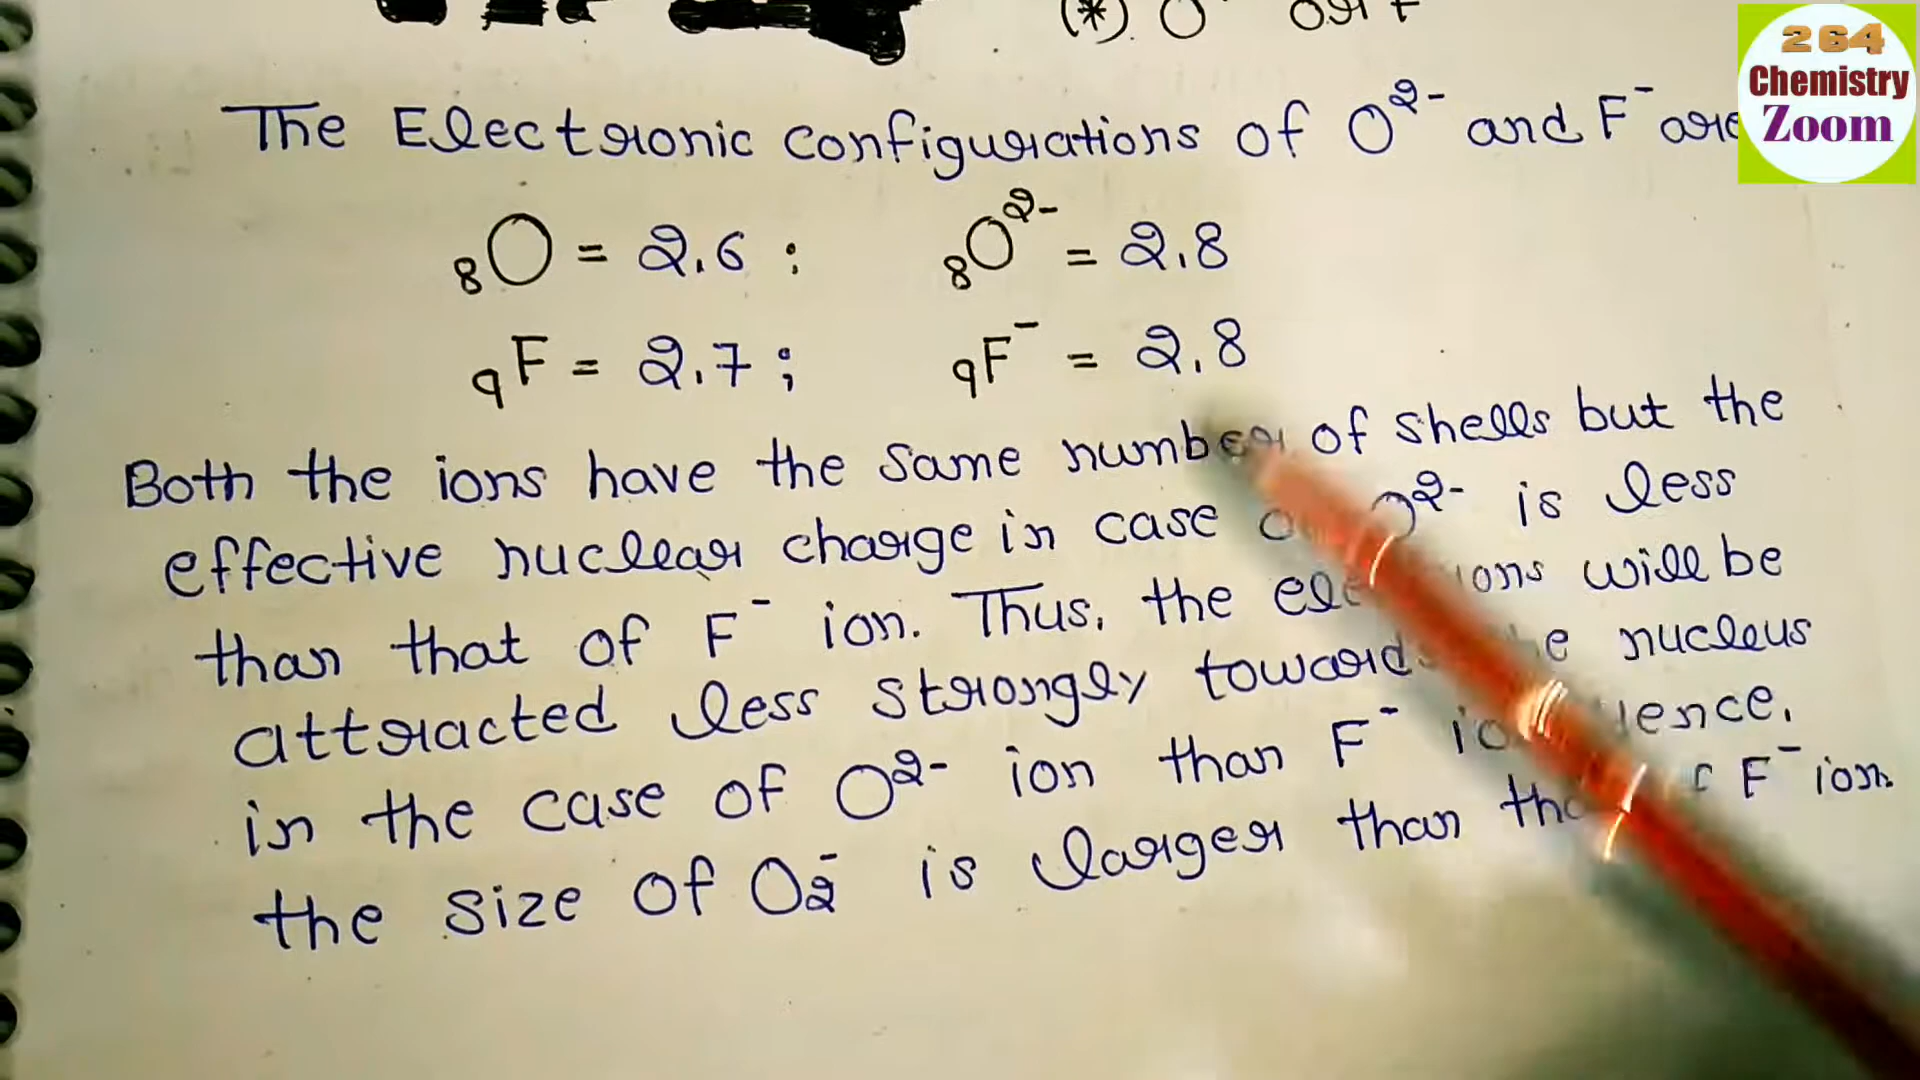 (*). O or F
264
Chemistry
Zoom
The Electronic configurations of O²⁻ and F⁻ are
₈O = 2.6 : ₈O²⁻ = 2.8
₉F = 2.7 ; ₉F⁻ = 2.8
Both the ions have the same number of shells but the
effective nuclear charge in case O²⁻ is less
than that of F⁻ ion. Thus, the will be
attracted less strongly towards nucleus
in the case of O²⁻ ion than F⁻
the size of O₂⁻ is larger than F⁻ ion.